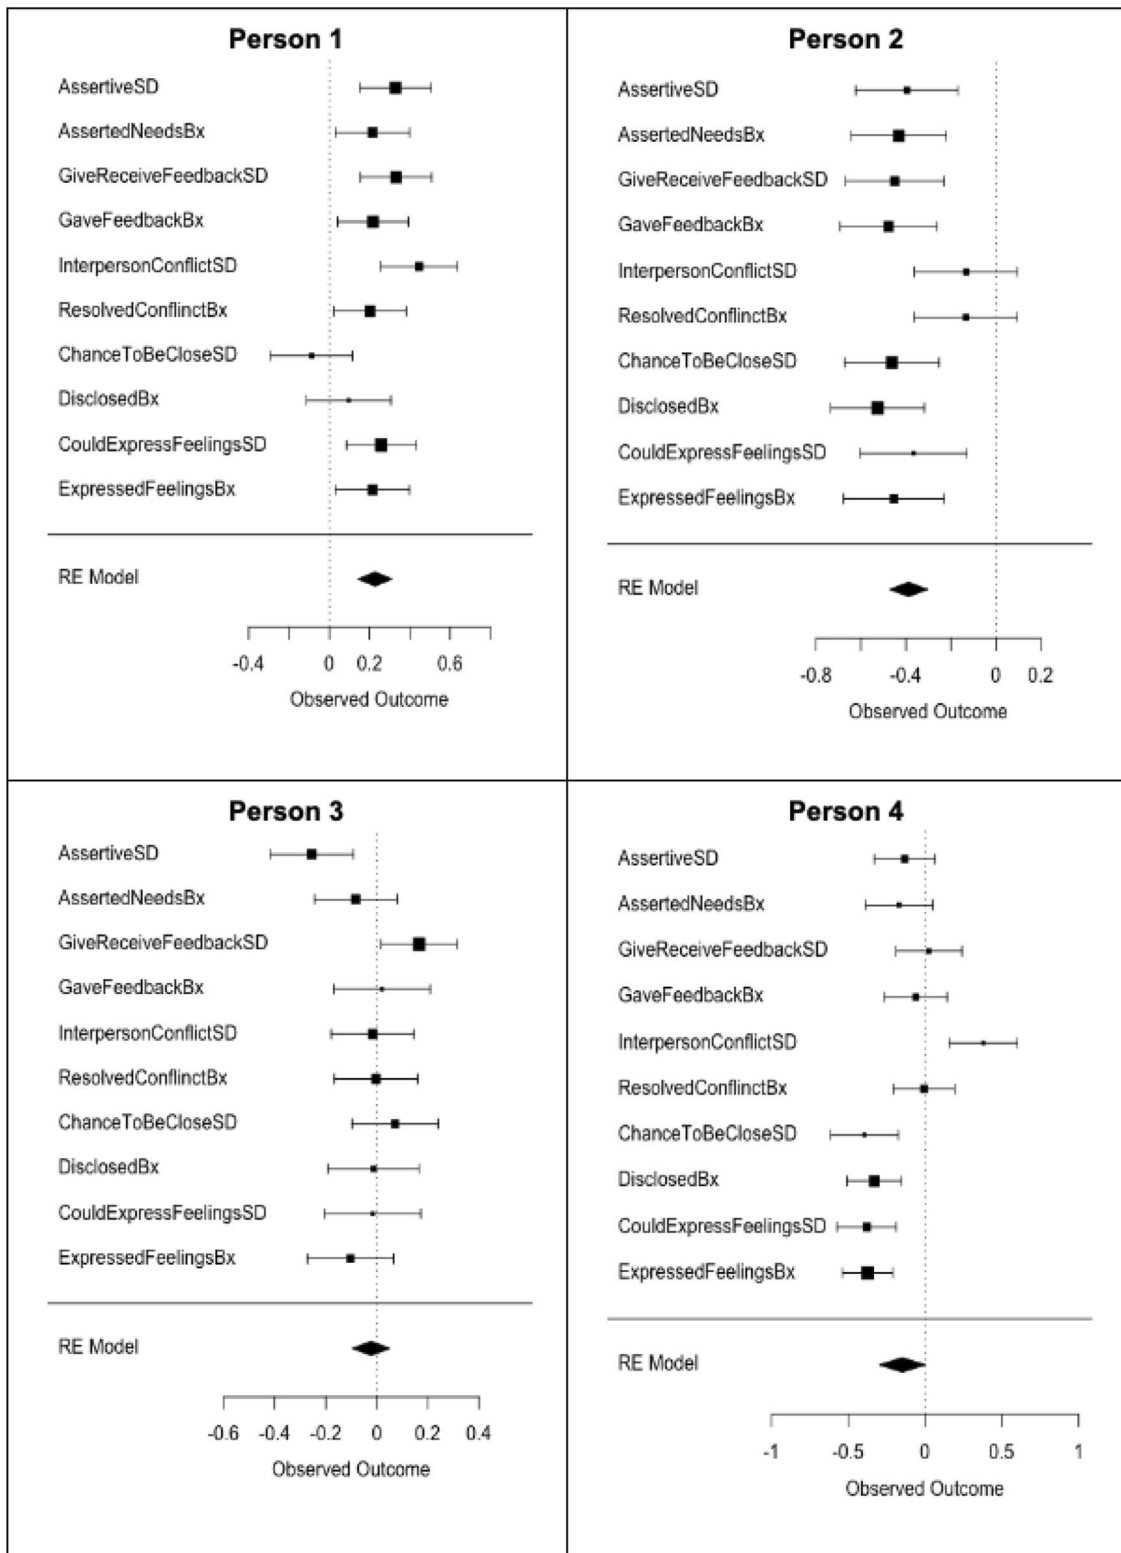 Person 1
AssertiveSD
AssertedNeedsBx
GiveReceiveFeedbackSD
GaveFeedbackBx
InterpersonConflictSD
ResolvedConflinctBx
ChanceToBeCloseSD
DisclosedBx
CouldExpressFeelingsSD
ExpressedFeelingsBx
RE Model
-0.4 0 0.2 0.6
Observed Outcome
Person 2
AssertiveSD
AssertedNeedsBx
GiveReceiveFeedbackSD
GaveFeedbackBx
InterpersonConflictSD
ResolvedConflinctBx
ChanceToBeCloseSD
DisclosedBx
CouldExpressFeelingsSD
ExpressedFeelingsBx
RE Model
-0.8 -0.4 0 0.2
Observed Outcome
Person 3
AssertiveSD
AssertedNeedsBx
GiveReceiveFeedbackSD
GaveFeedbackBx
InterpersonConflictSD
ResolvedConflinctBx
ChanceToBeCloseSD
DisclosedBx
CouldExpressFeelingsSD
ExpressedFeelingsBx
RE Model
-0.6 -0.4 -0.2 0 0.2 0.4
Observed Outcome
Person 4
AssertiveSD
AssertedNeedsBx
GiveReceiveFeedbackSD
GaveFeedbackBx
InterpersonConflictSD
ResolvedConflinctBx
ChanceToBeCloseSD
DisclosedBx
CouldExpressFeelingsSD
ExpressedFeelingsBx
RE Model
-1 -0.5 0 0.5 1
Observed Outcome